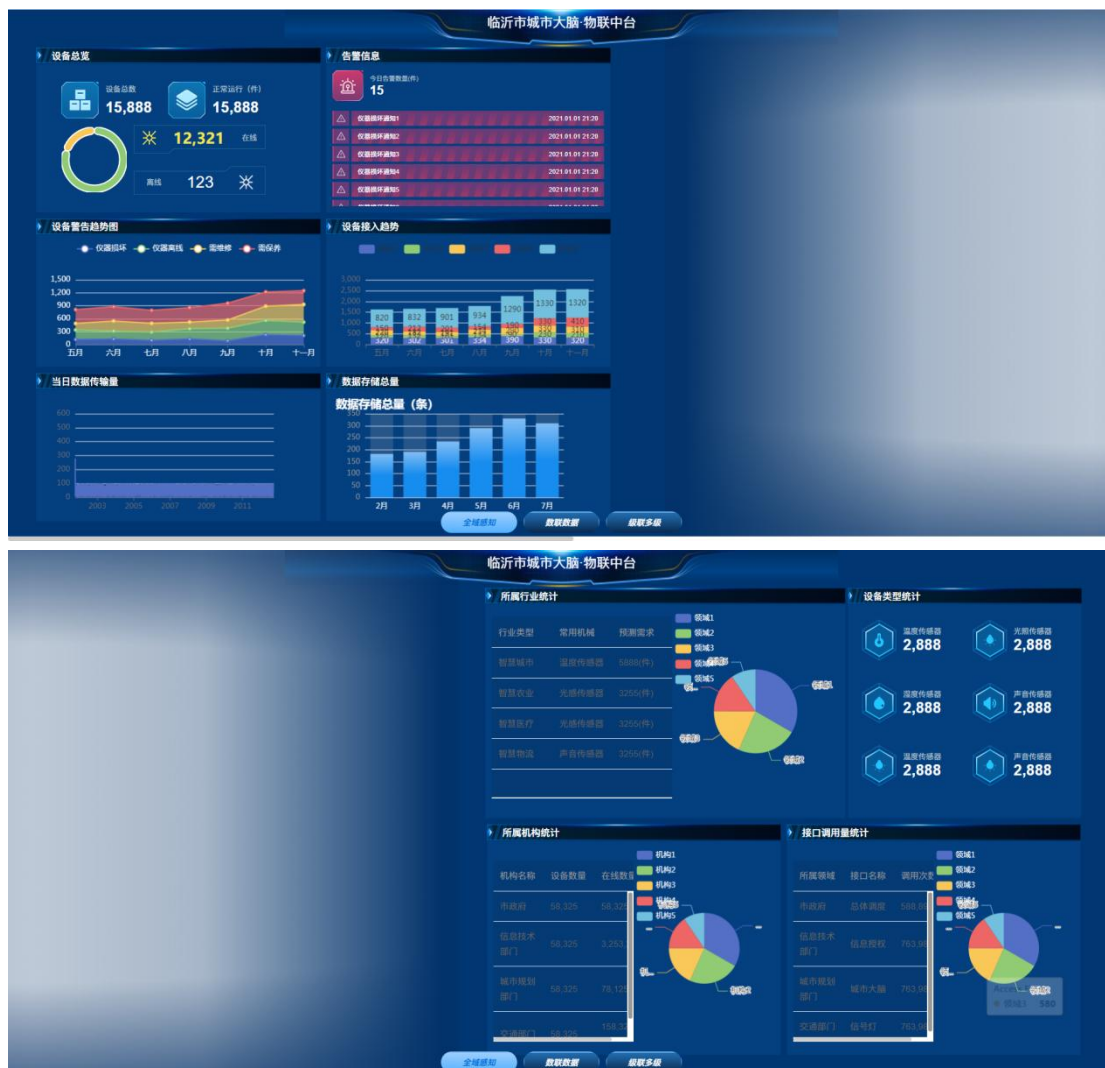 临沂市城市大脑·物联中台
设备总览
设备总数
15,888
正常运行（件）
15,888
12,321 在线
离线 123
告警信息
今日告警数量(件)
15
仪器损坏通知1 2021.01.01 21:20
仪器损坏通知2 2021.01.01 21:20
仪器损坏通知3 2021.01.01 21:20
仪器损坏通知4 2021.01.01 21:20
仪器损坏通知5 2021.01.01 21:20
设备警告趋势图
仪器损坏 仪器离线 需维修 需保养
1,500
1,200
900
600
300
0
五月 六月 七月 八月 九月 十月 十一月
设备接入趋势
3,000
2,500
2,000
1,500
1,000
500
0
820 832 901 934 1290 1330 1320
320 302 301 334 390 330 320
五月 六月 七月 八月 九月 十月 十一月
当日数据传输量
600
500
400
300
200
100
0
2003 2005 2007 2009 2011
数据存储总量
数据存储总量（条）
350
300
250
200
150
100
50
0
2月 3月 4月 5月 6月 7月
全域感知 数联数据 级联多级
临沂市城市大脑·物联中台
所属行业统计
行业类型 常用机械 预测需求
智慧城市 温度传感器 5888(件)
智慧农业 光感传感器 3255(件)
智慧医疗 光感传感器 3255(件)
智慧物流 声音传感器 3255(件)
领域1
领域2
领域3
领域5
设备类型统计
温度传感器
2,888
光照传感器
2,888
湿度传感器
2,888
声音传感器
2,888
温度传感器
2,888
声音传感器
2,888
所属机构统计
机构名称 设备数量 在线数
市政府 58,325
信息技术部门 58,325
城市规划部门 58,325
交通部门 58,325
机构1
机构2
机构3
机构5
接口调用量统计
所属领域 接口名称 调用次
市政府 总体调度
信息技术部门 信息授权
城市规划部门 城市大脑
交通部门 信号灯
领域1
领域2
领域3
领域5
领域3 580
全域感知 数联数据 级联多级